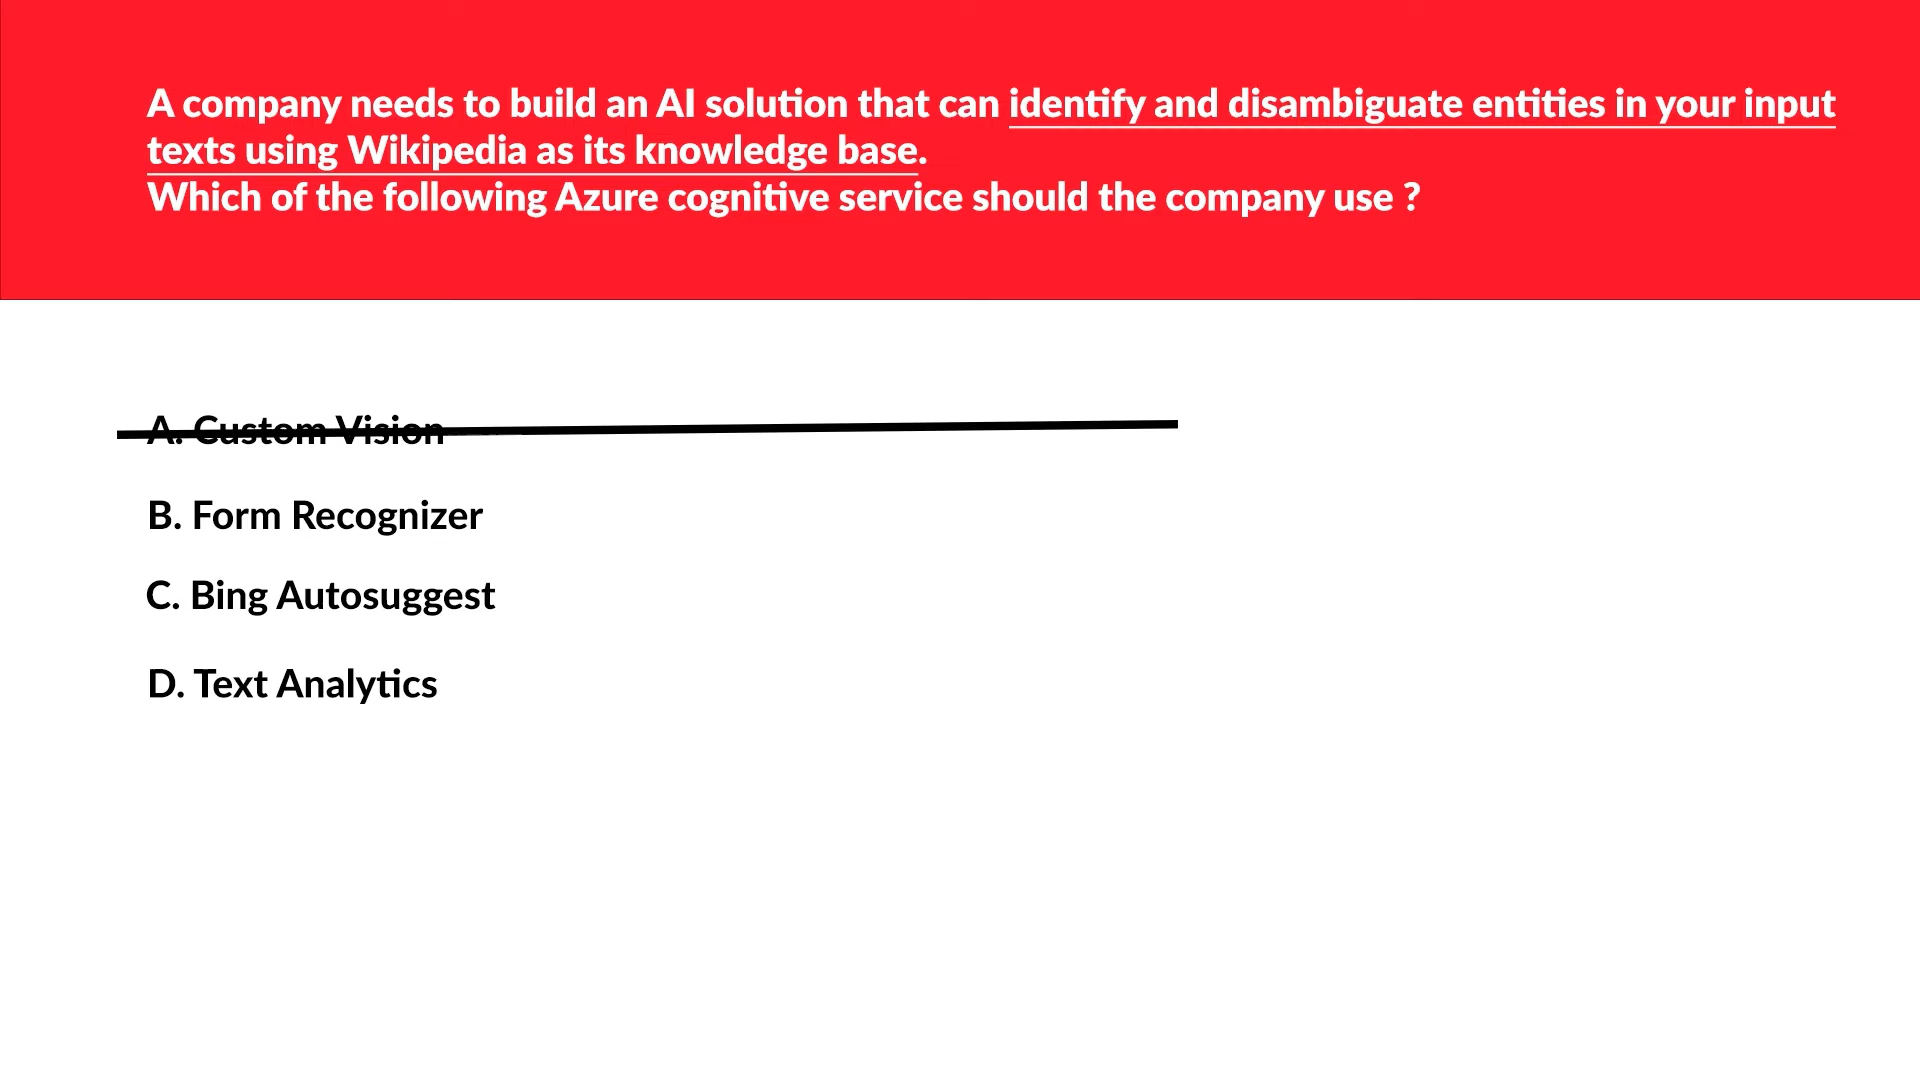 A company needs to build an AI solution that can identify and disambiguate entities in your input
texts using Wikipedia as its knowledge base.
Which of the following Azure cognitive service should the company use ?
A. Custom Vision
B. Form Recognizer
C. Bing Autosuggest
D. Text Analytics